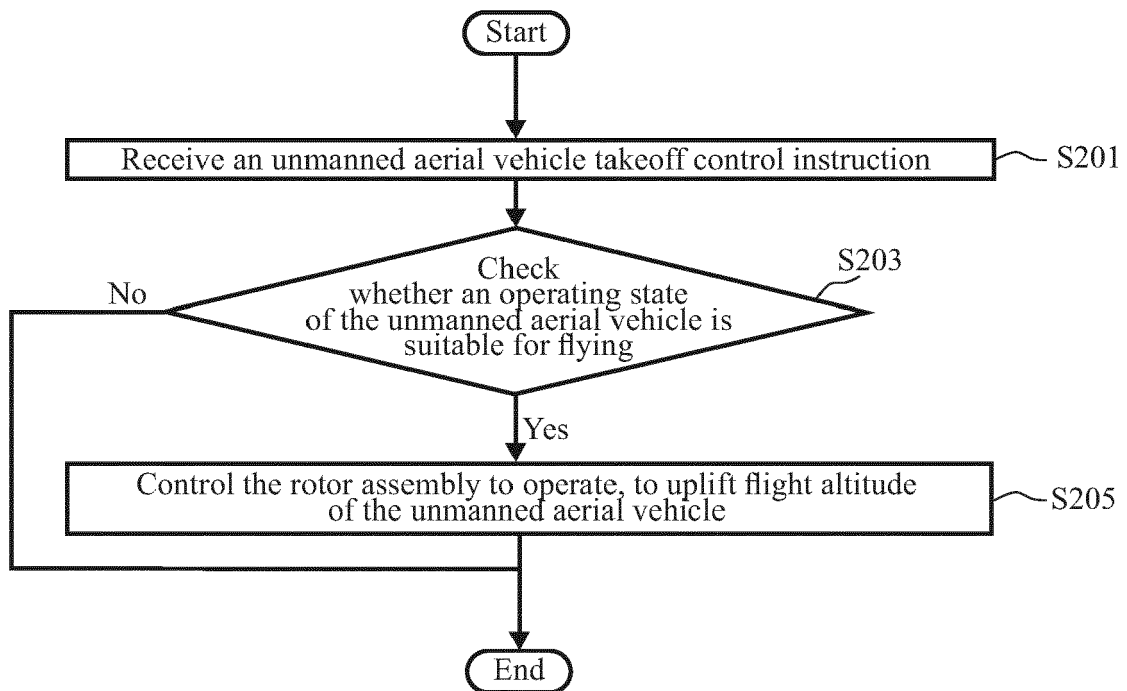 Start
Receive an unmanned aerial vehicle takeoff control instruction
S201
S203
Check
whether an operating state
of the unmanned aerial vehicle is
suitable for flying
No
Yes
Control the rotor assembly to operate, to uplift flight altitude
of the unmanned aerial vehicle
S205
End